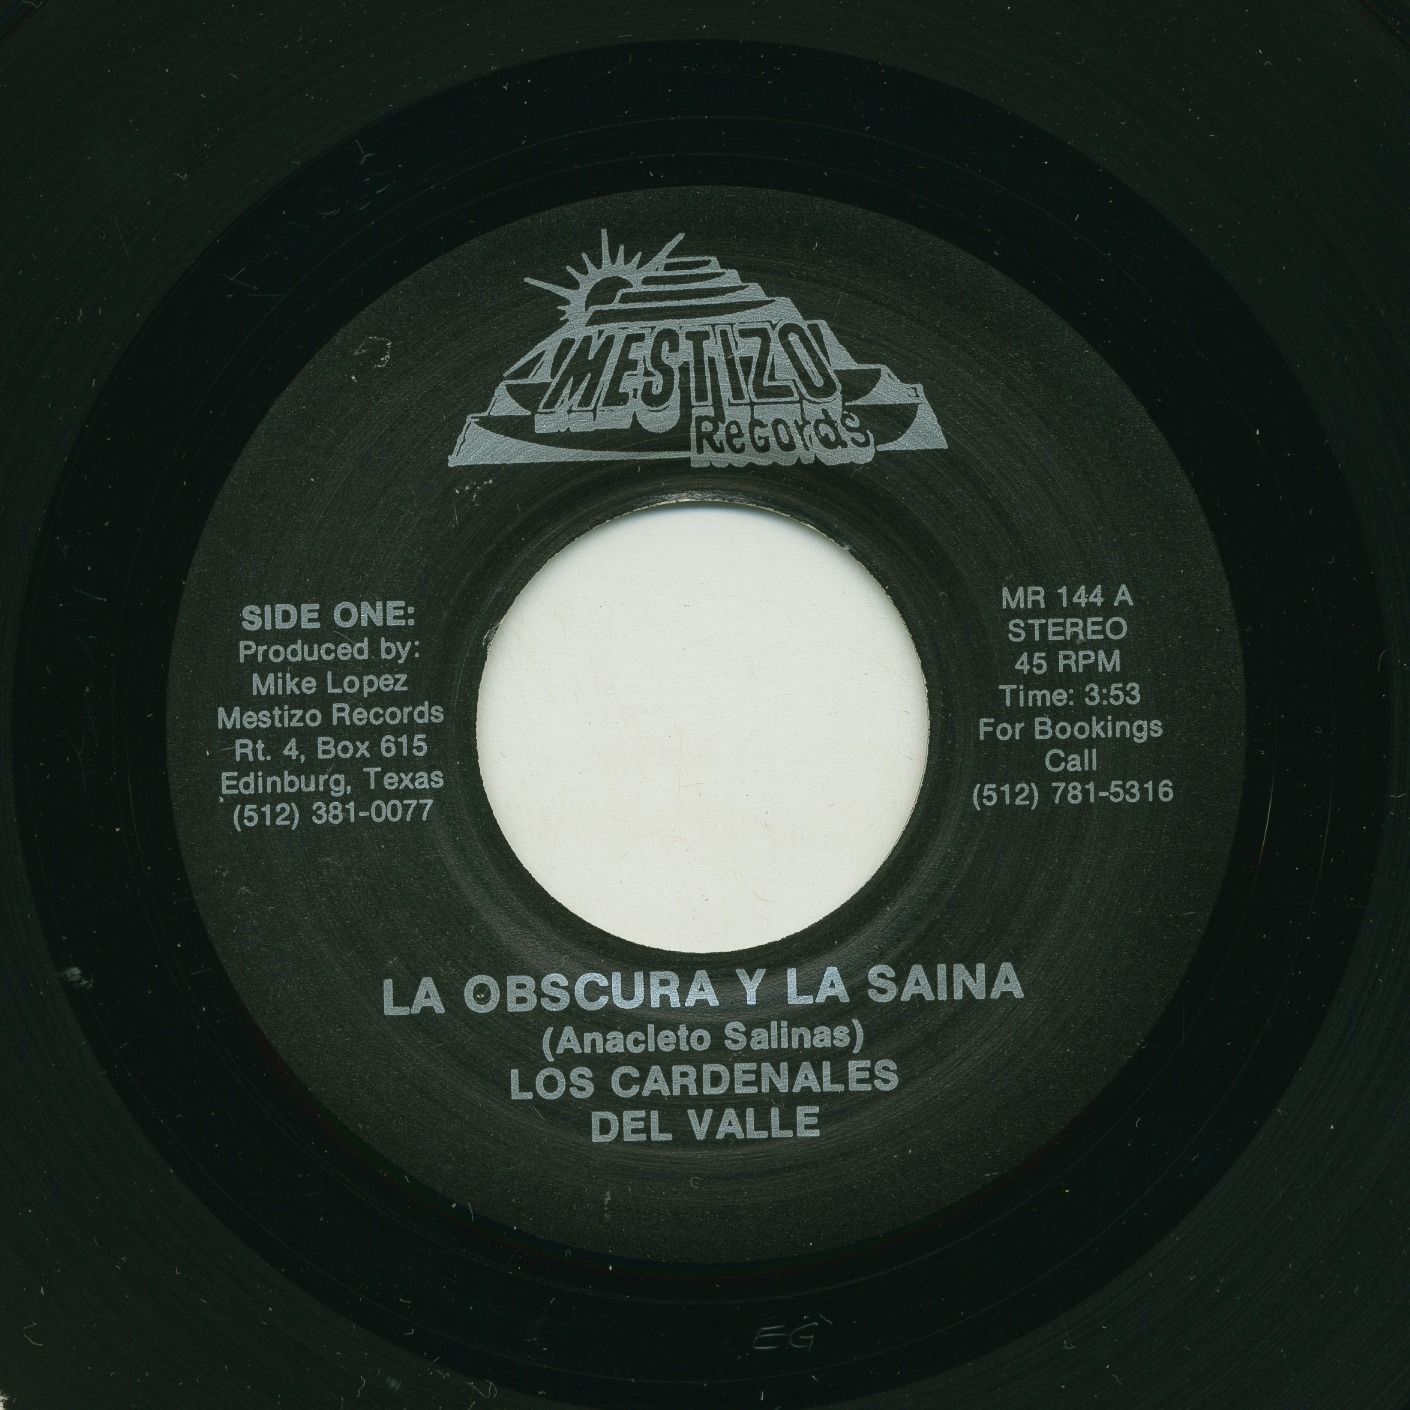 MESTIZO
Records
SIDE ONE:
Produced by:
Mike Lopez
Mestizo Records
Rt. 4, Box 615
Edinburg, Texas
(512) 381-0077
MR 144 A
STEREO
45 RPM
Time: 3:53
For Bookings
Call
(512) 781-5316
LA OBSCURA Y LA SAINA
(Anacleto Salinas)
LOS CARDENALES
DEL VALLE
EG